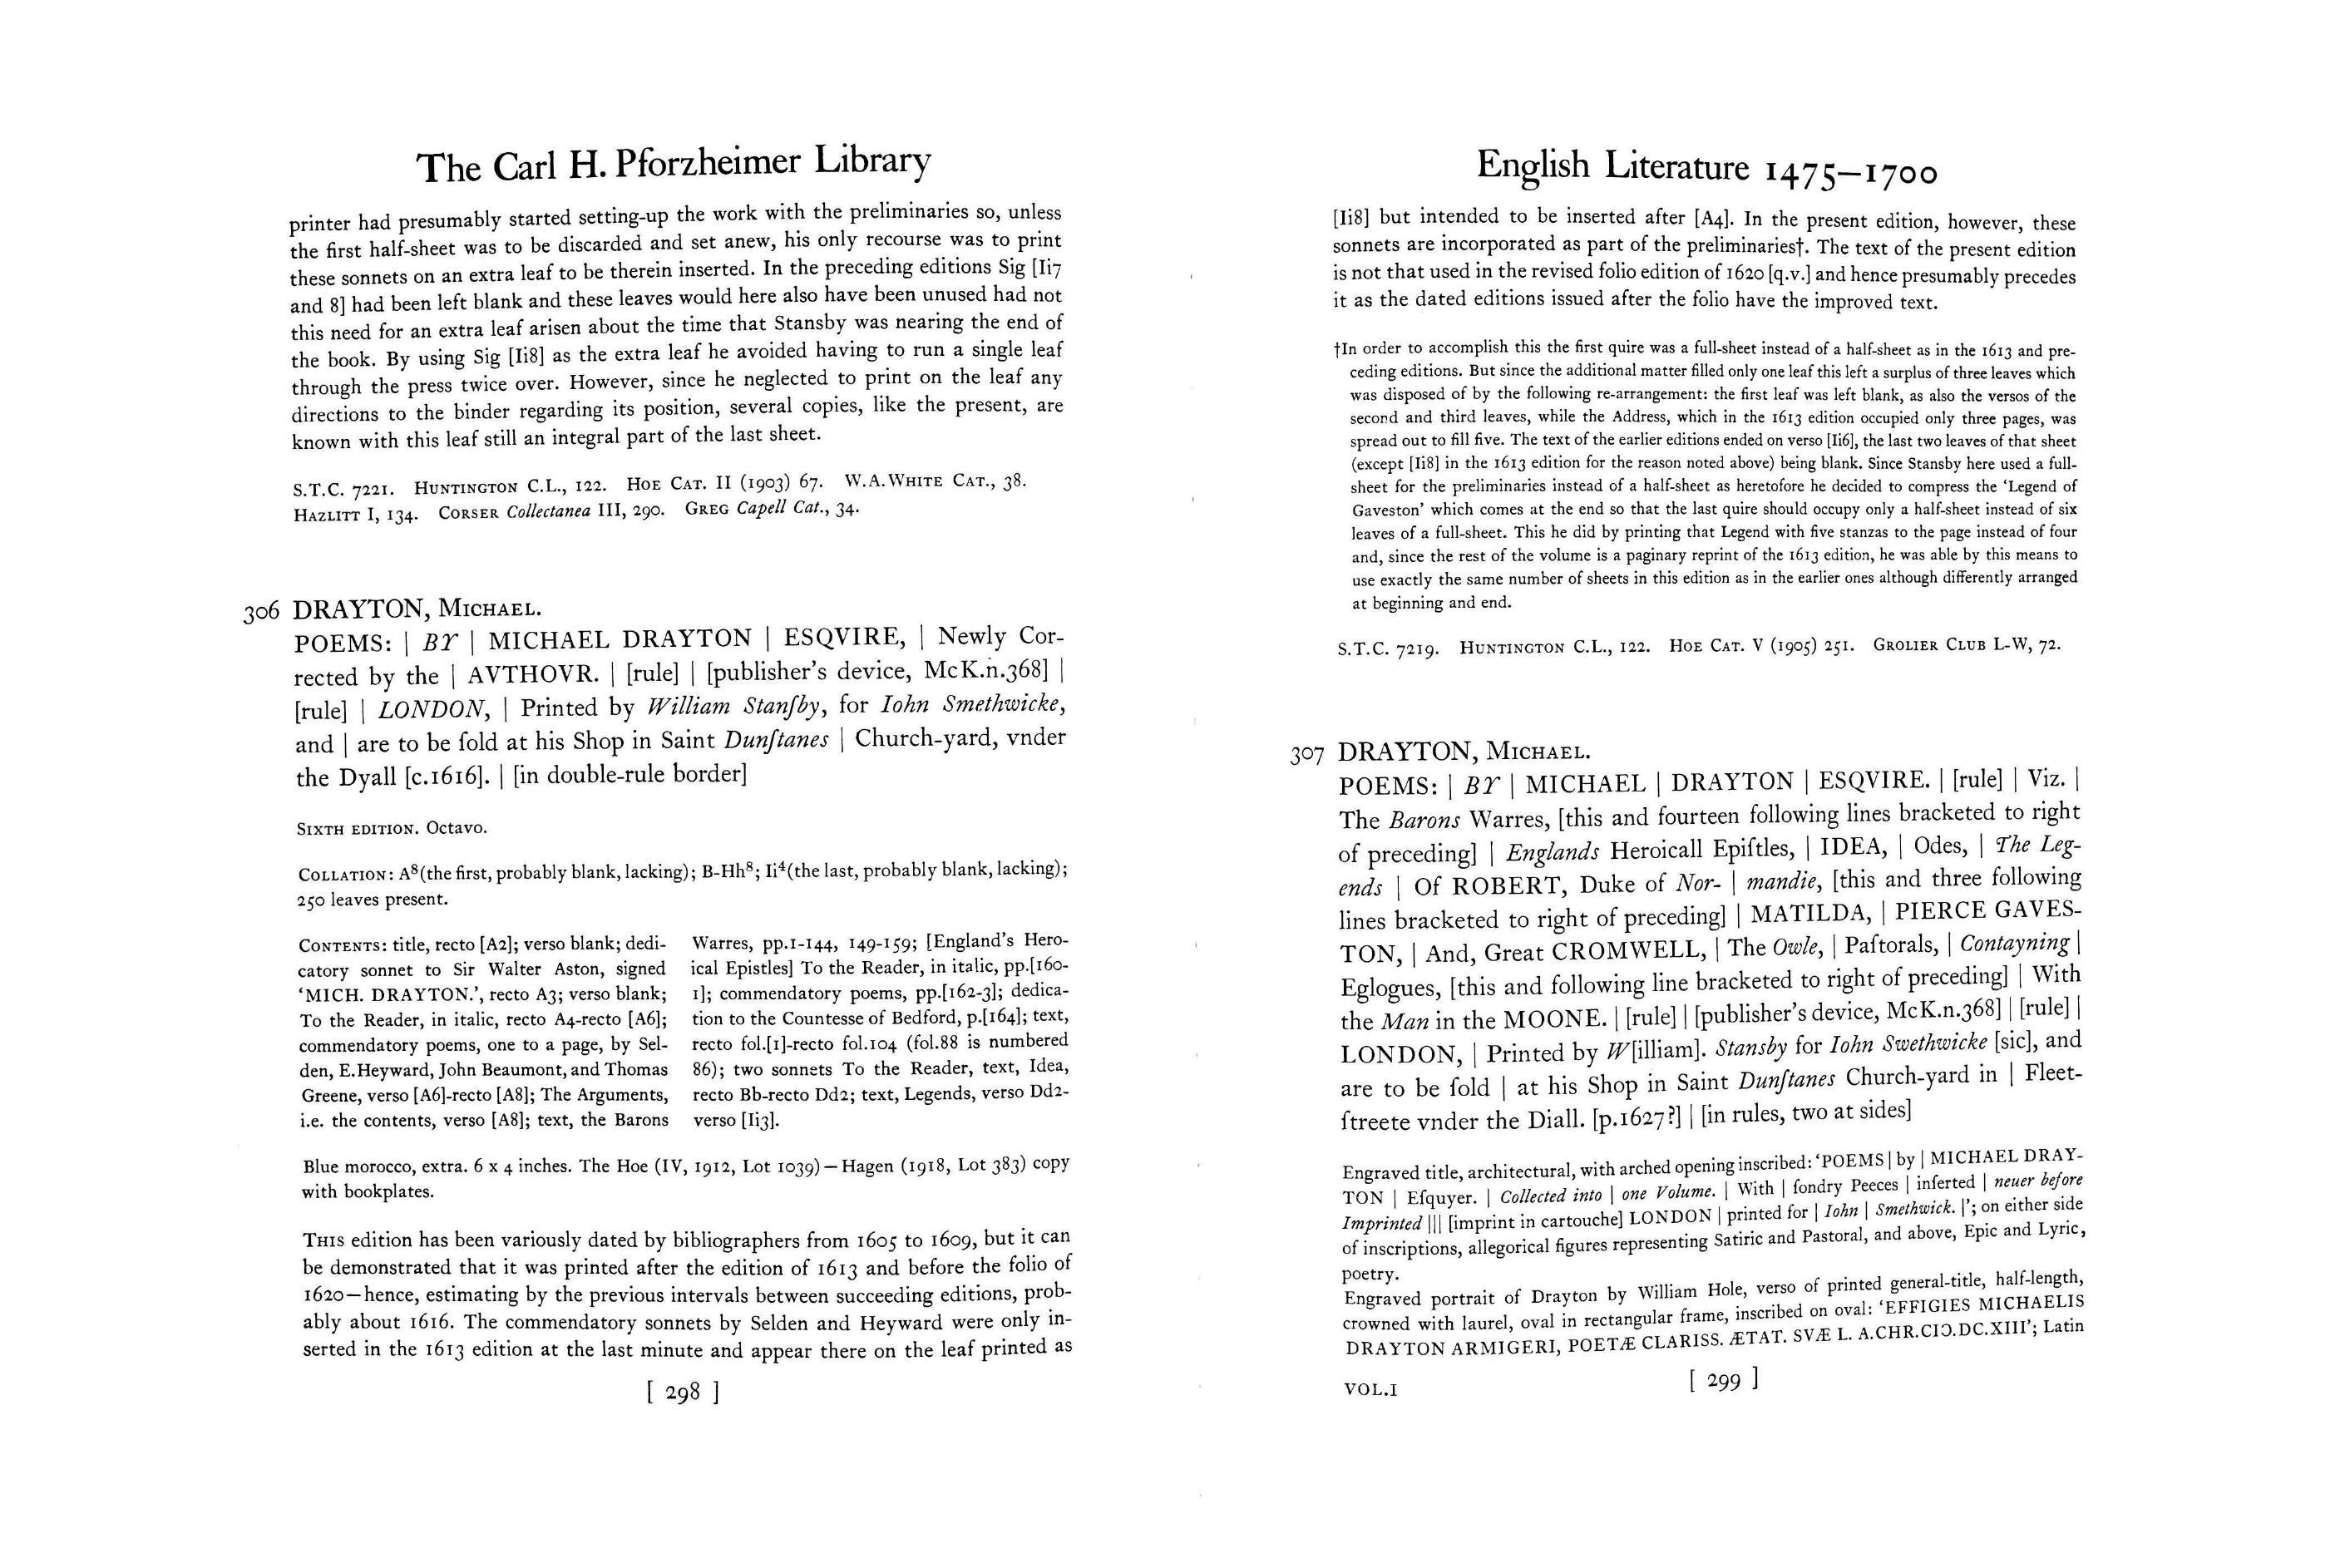 The Carl H. Pforzheimer Library
printer had presumably started setting-up the work with the preliminaries so, unless
the first half-sheet was to be discarded and set anew, his only recourse was to print
these sonnets on an extra leaf to be therein inserted. In the preceding editions Sig [Ii7
and 8] had been left blank and these leaves would here also have been unused had not
this need for an extra leaf arisen about the time that Stansby was nearing the end of
the book. By using Sig [Ii8] as the extra leaf he avoided having to run a single leaf
through the press twice over. However, since he neglected to print on the leaf any
directions to the binder regarding its position, several copies, like the present, are
known with this leaf still an integral part of the last sheet.
S.T.C. 7221. HUNTINGTON C.L., 122. HOE CAT. II (1903) 67. W.A.WHITE CAT., 38.
HAZLITT I, 134. CORSER Collectanea III, 290. GREG Capell Cat., 34.
306 DRAYTON, MICHAEL.
POEMS: | BY | MICHAEL DRAYTON | ESQVIRE, | Newly Cor-
rected by the | AVTHOVR. | [rule] | [publisher's device, McK.n.368] |
[rule] | LONDON, | Printed by William Stanſby, for Iohn Smethwicke,
and | are to be ſold at his Shop in Saint Dunſtanes | Church-yard, vnder
the Dyall [c.1616]. | [in double-rule border]
SIXTH EDITION. Octavo.
COLLATION: A⁸(the first, probably blank, lacking); B-Hh⁸; Ii⁴(the last, probably blank, lacking);
250 leaves present.
CONTENTS: title, recto [A2]; verso blank; dedi-
catory sonnet to Sir Walter Aston, signed
'MICH. DRAYTON.', recto A3; verso blank;
To the Reader, in italic, recto A4-recto [A6];
commendatory poems, one to a page, by Sel-
den, E.Heyward, John Beaumont, and Thomas
Greene, verso [A6]-recto [A8]; The Arguments,
i.e. the contents, verso [A8]; text, the Barons
Warres, pp.1-144, 149-159; [England's Hero-
ical Epistles] To the Reader, in italic, pp.[160-
1]; commendatory poems, pp.[162-3]; dedica-
tion to the Countesse of Bedford, p.[164]; text,
recto fol.[1]-recto fol.104 (fol.88 is numbered
86); two sonnets To the Reader, text, Idea,
recto Bb-recto Dd2; text, Legends, verso Dd2-
verso [Ii3].
Blue morocco, extra. 6 x 4 inches. The Hoe (IV, 1912, Lot 1039)—Hagen (1918, Lot 383) copy
with bookplates.
THIS edition has been variously dated by bibliographers from 1605 to 1609, but it can
be demonstrated that it was printed after the edition of 1613 and before the folio of
1620—hence, estimating by the previous intervals between succeeding editions, prob-
ably about 1616. The commendatory sonnets by Selden and Heyward were only in-
serted in the 1613 edition at the last minute and appear there on the leaf printed as
[ 298 ]
English Literature 1475–1700
[Ii8] but intended to be inserted after [A4]. In the present edition, however, these
sonnets are incorporated as part of the preliminaries†. The text of the present edition
is not that used in the revised folio edition of 1620 [q.v.] and hence presumably precedes
it as the dated editions issued after the folio have the improved text.
†In order to accomplish this the first quire was a full-sheet instead of a half-sheet as in the 1613 and pre-
ceding editions. But since the additional matter filled only one leaf this left a surplus of three leaves which
was disposed of by the following re-arrangement: the first leaf was left blank, as also the versos of the
second and third leaves, while the Address, which in the 1613 edition occupied only three pages, was
spread out to fill five. The text of the earlier editions ended on verso [Ii6], the last two leaves of that sheet
(except [Ii8] in the 1613 edition for the reason noted above) being blank. Since Stansby here used a full-
sheet for the preliminaries instead of a half-sheet as heretofore he decided to compress the 'Legend of
Gaveston' which comes at the end so that the last quire should occupy only a half-sheet instead of six
leaves of a full-sheet. This he did by printing that Legend with five stanzas to the page instead of four
and, since the rest of the volume is a paginary reprint of the 1613 edition, he was able by this means to
use exactly the same number of sheets in this edition as in the earlier ones although differently arranged
at beginning and end.
S.T.C. 7219. HUNTINGTON C.L., 122. HOE CAT. V (1905) 251. GROLIER CLUB L-W, 72.
307 DRAYTON, MICHAEL.
POEMS: | BY | MICHAEL | DRAYTON | ESQVIRE. | [rule] | Viz. |
The Barons Warres, [this and fourteen following lines bracketed to right
of preceding] | Englands Heroicall Epiſtles, | IDEA, | Odes, | The Leg-
ends | Of ROBERT, Duke of Nor- | mandie, [this and three following
lines bracketed to right of preceding] | MATILDA, | PIERCE GAVES-
TON, | And, Great CROMWELL, | The Owle, | Paſtorals, | Contayning |
Eglogues, [this and following line bracketed to right of preceding] | With
the Man in the MOONE. | [rule] | [publisher's device, McK.n.368] | [rule] |
LONDON, | Printed by W[illiam]. Stansby for Iohn Swethwicke [sic], and
are to be ſold | at his Shop in Saint Dunſtanes Church-yard in | Fleet-
ſtreete vnder the Diall. [p.1627?] | [in rules, two at sides]
Engraved title, architectural, with arched opening inscribed: 'POEMS | by | MICHAEL DRAY-
TON | Eſquyer. | Collected into | one Volume. | With | ſondry Peeces | inſerted | neuer before
Imprinted ||| [imprint in cartouche] LONDON | printed for | Iohn | Smethwick. |'; on either side
of inscriptions, allegorical figures representing Satiric and Pastoral, and above, Epic and Lyric,
poetry.
Engraved portrait of Drayton by William Hole, verso of printed general-title, half-length,
crowned with laurel, oval in rectangular frame, inscribed on oval: 'EFFIGIES MICHAELIS
DRAYTON ARMIGERI, POETÆ CLARISS. ÆTAT. SVÆ L. A.CHR.CIↃ.DC.XIII'; Latin
VOL.I
[ 299 ]